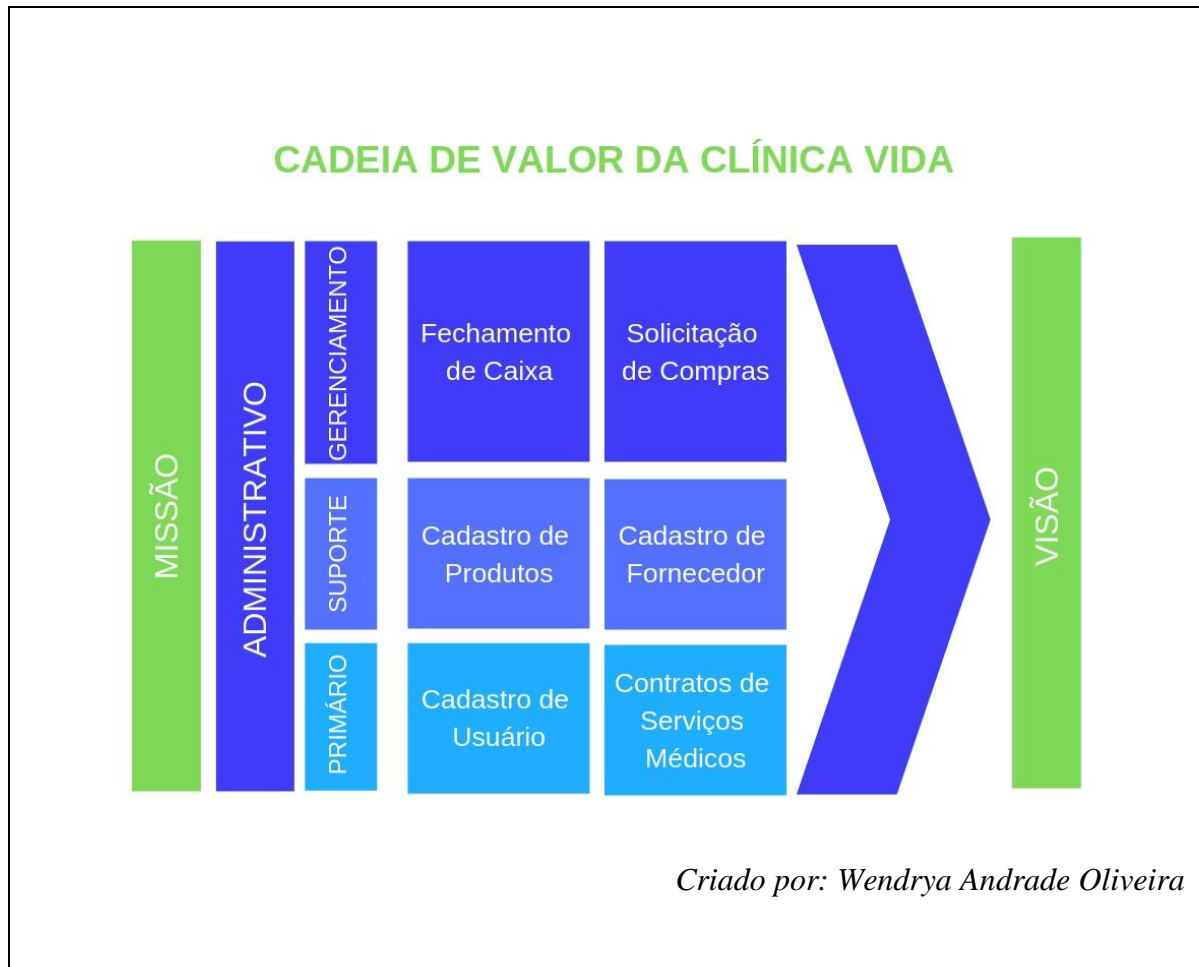 CADEIA DE VALOR DA CLÍNICA VIDA
MISSÃO
ADMINISTRATIVO
GERENCIAMENTO
Fechamento
de Caixa
Solicitação
de Compras
SUPORTE
Cadastro de
Produtos
Cadastro de
Fornecedor
PRIMÁRIO
Cadastro de
Usuário
Contratos de
Serviços
Médicos
VISÃO
Criado por: Wendrya Andrade Oliveira